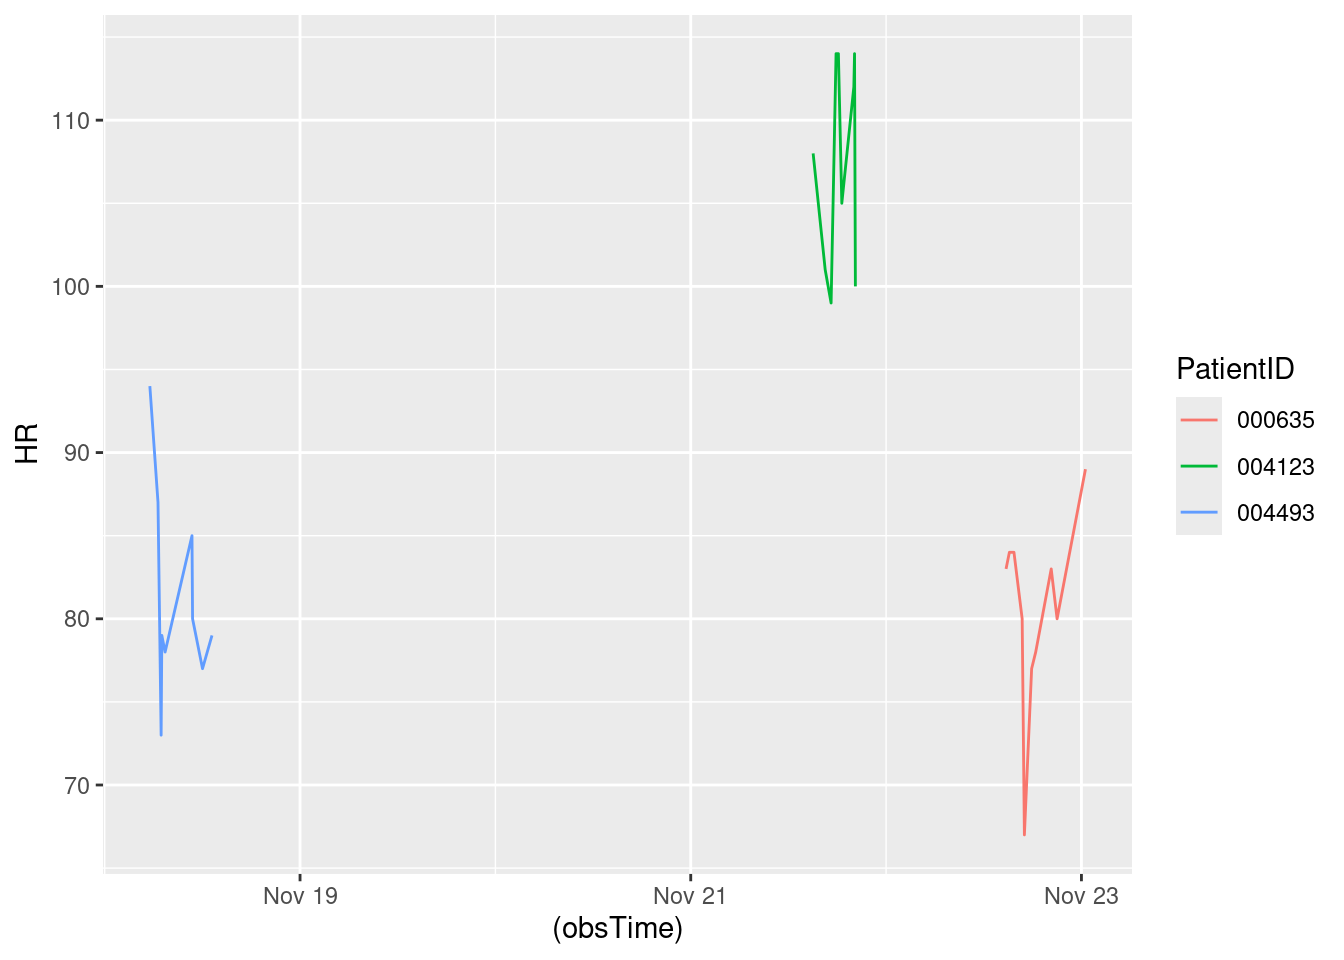 110
100
90
80
70
HR
Nov 19
Nov 21
Nov 23
(obsTime)
PatientID
000635
004123
004493